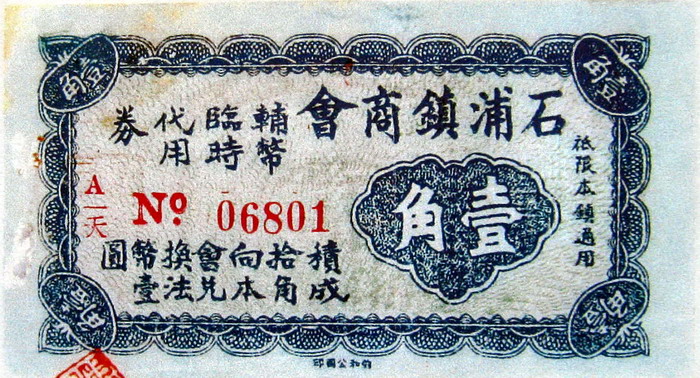 壹角
壹角
石浦鎮商會
輔幣臨時代用券
祗限本鎮通用
A
天
Nº 06801
壹角
積成拾角向本會兌換法幣壹圓